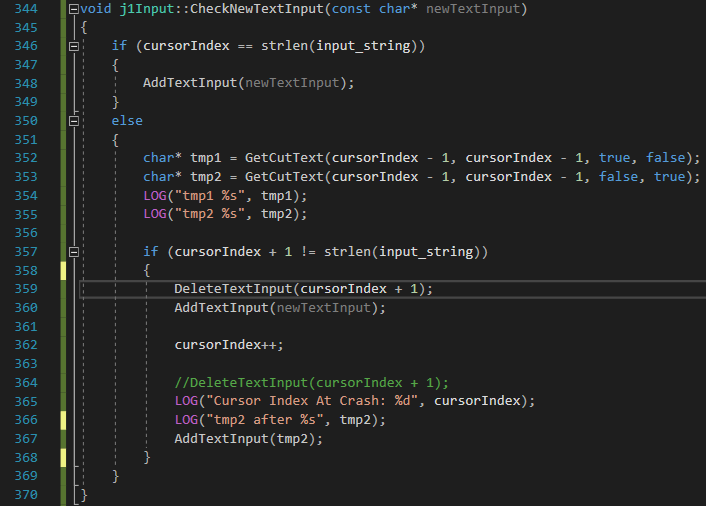 344 void j1Input::CheckNewTextInput(const char* newTextInput)
345 {
346     if (cursorIndex == strlen(input_string))
347     {
348         AddTextInput(newTextInput);
349     }
350     else
351     {
352         char* tmp1 = GetCutText(cursorIndex - 1, cursorIndex - 1, true, false);
353         char* tmp2 = GetCutText(cursorIndex - 1, cursorIndex - 1, false, true);
354         LOG("tmp1 %s", tmp1);
355         LOG("tmp2 %s", tmp2);
356
357         if (cursorIndex + 1 != strlen(input_string))
358         {
359             DeleteTextInput(cursorIndex + 1);
360             AddTextInput(newTextInput);
361
362             cursorIndex++;
363
364             //DeleteTextInput(cursorIndex + 1);
365             LOG("Cursor Index At Crash: %d", cursorIndex);
366             LOG("tmp2 after %s", tmp2);
367             AddTextInput(tmp2);
368         }
369     }
370 }